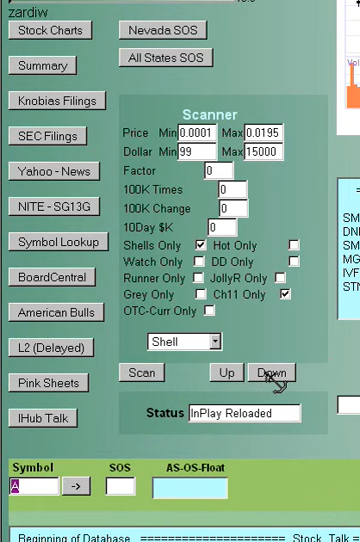 zardiw
Stock Charts
Nevada SOS
Summary
All States SOS
Knobias Filings
Scanner
Price Min 0.0001 Max 0.0195
SEC Filings
Dollar Min 99 Max 15000
Yahoo - News
Factor 0
100K Times 0
NITE - SG13G
100K Change 0
10Day $K 0
Symbol Lookup
Shells Only Hot Only
Watch Only DD Only
BoardCentral
Runner Only JollyR Only
Grey Only Ch11 Only
American Bulls
OTC-Curr Only
L2 (Delayed)
Shell
Pink Sheets
Scan Up Down
IHub Talk
Status InPlay Reloaded
Symbol SOS AS-OS-Float
A ->
Beginning of Database ===================== Stock Talk =
Vol
SM
DNI
SM
MG
IVF
STN